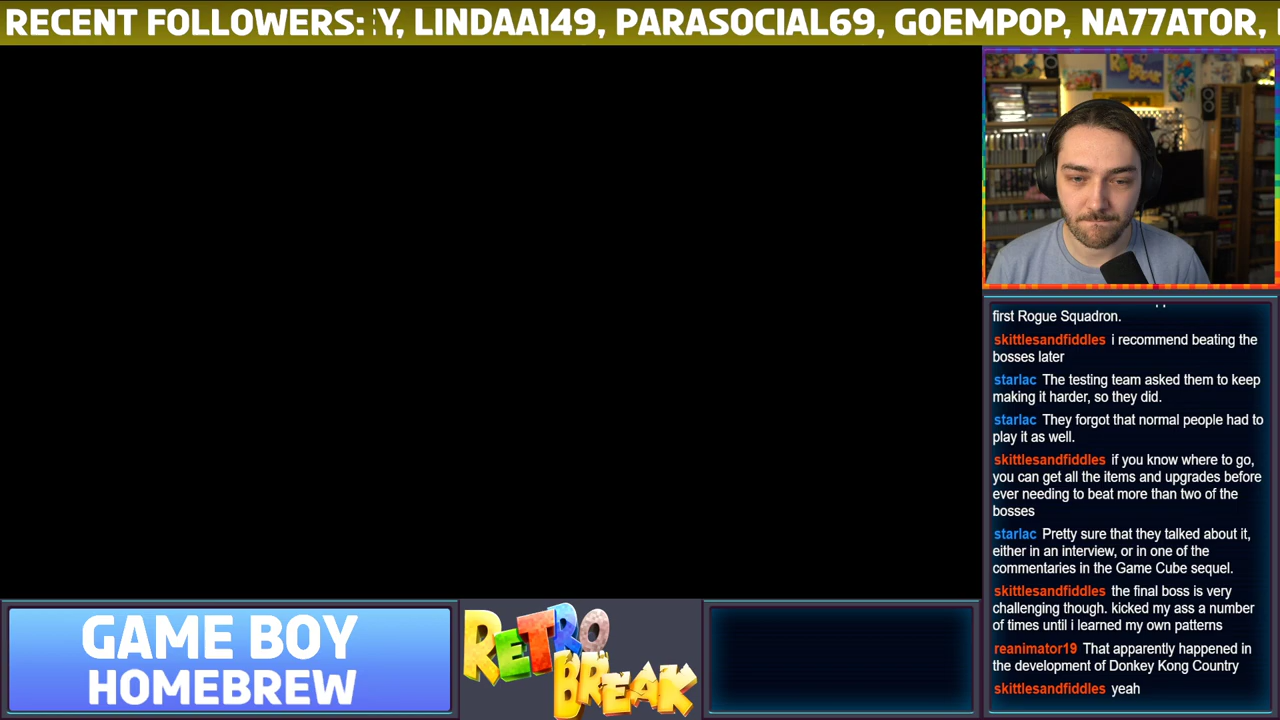 RECENT FOLLOWERS: Y, LINDAA149, PARASOCIAL69, GOEMPOP, NA77ATOR,
first Rogue Squadron.
skittlesandfiddles i recommend beating the
bosses later
starlac The testing team asked them to keep
making it harder, so they did.
starlac They forgot that normal people had to
play it as well.
skittlesandfiddles if you know where to go,
you can get all the items and upgrades before
ever needing to beat more than two of the
bosses
starlac Pretty sure that they talked about it,
either in an interview, or in one of the
commentaries in the Game Cube sequel.
skittlesandfiddles the final boss is very
challenging though. kicked my ass a number
of times until i learned my own patterns
reanimator19 That apparently happened in
the development of Donkey Kong Country
skittlesandfiddles yeah
GAME BOY
HOMEBREW
RETRO
BREAK